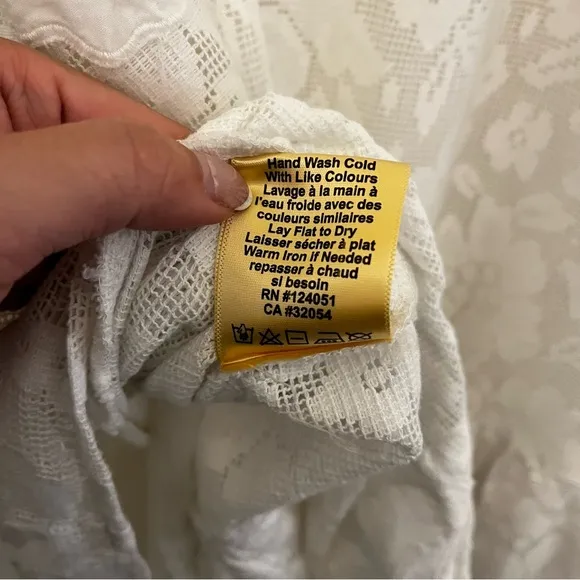 Hand Wash Cold
With Like Colours
Lavage à la main à
l'eau froide avec des
couleurs similaires
Lay Flat to Dry
Laisser sécher à plat
Warm Iron if Needed
repasser à chaud
si besoin
RN #124051
CA #32054